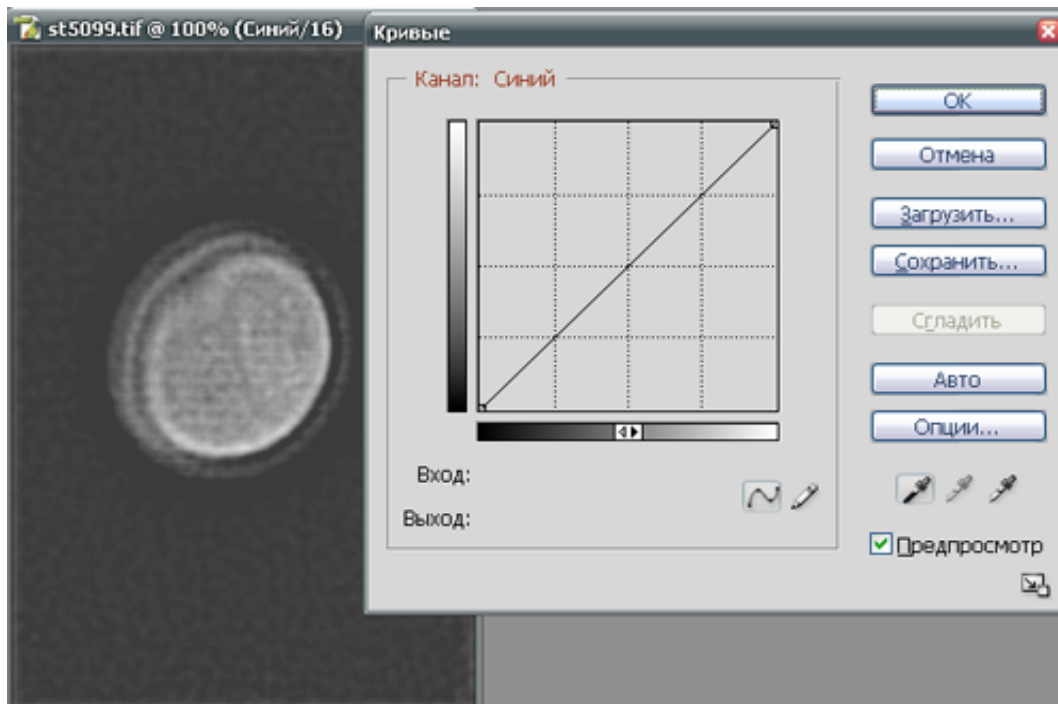 st5099.tif @ 100% (Синий/16)
Кривые
Канал: Синий
OK
Отмена
Загрузить...
Сохранить...
Сгладить
Авто
Опции...
Вход:
Выход:
Предпросмотр